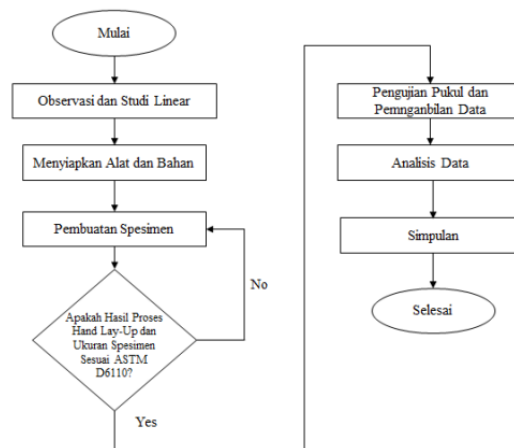 Mulai
Observasi dan Studi Linear
Menyiapkan Alat dan Bahan
Pembuatan Spesimen
No
Apakah Hasil Proses
Hand Lay-Up dan
Ukuran Spesimen
Sesuai ASTM
D6110?
Yes
Pengujian Pukul dan
Pemnganbilan Data
Analisis Data
Simpulan
Selesai